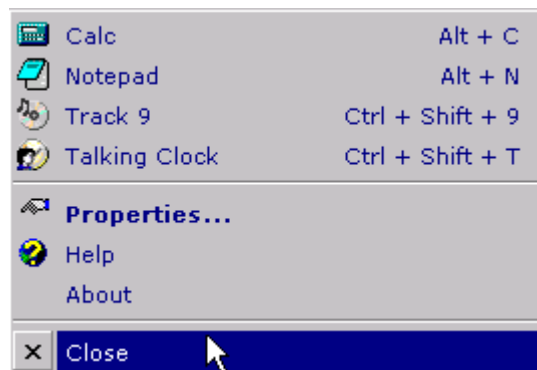 Calc Alt + C
Notepad Alt + N
Track 9 Ctrl + Shift + 9
Talking Clock Ctrl + Shift + T
Properties...
Help
About
Close